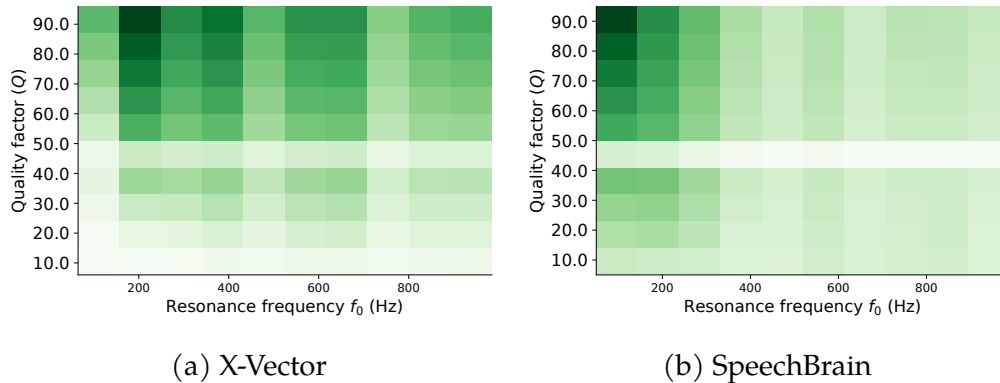 90.0
80.0
70.0
60.0
50.0
40.0
30.0
20.0
10.0
Quality factor (Q)
200 400 600 800
Resonance frequency f₀ (Hz)
(a) X-Vector
90.0
80.0
70.0
60.0
50.0
40.0
30.0
20.0
10.0
Quality factor (Q)
200 400 600 800
Resonance frequency f₀ (Hz)
(b) SpeechBrain